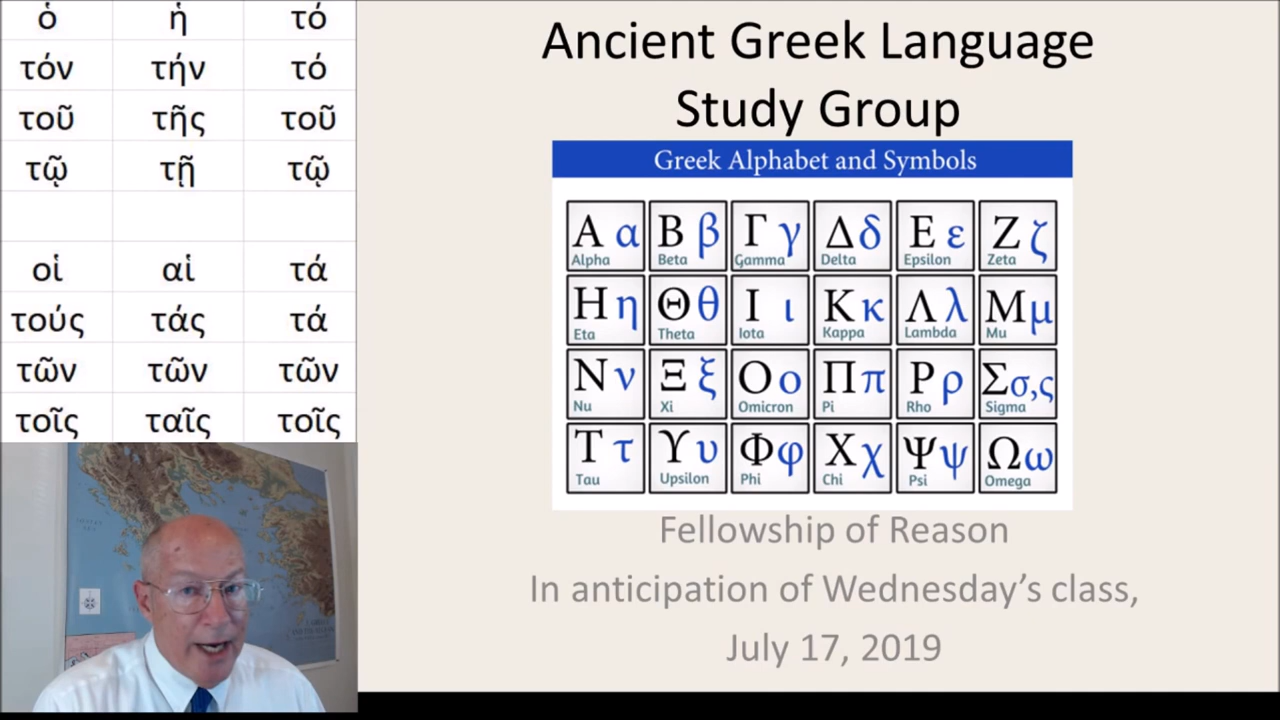 ὁ ἡ τό
τόν τήν τό
τοῦ τῆς τοῦ
τῷ τῇ τῷ
οἱ αἱ τά
τούς τάς τά
τῶν τῶν τῶν
τοῖς ταῖς τοῖς
Ancient Greek Language
Study Group
Greek Alphabet and Symbols
Α α Β β Γ γ Δ δ Ε ε Ζ ζ
Alpha Beta Gamma Delta Epsilon Zeta
Η η Θ θ Ι ι Κ κ Λ λ Μ μ
Eta Theta Iota Kappa Lambda Mu
Ν ν Ξ ξ Ο ο Π π Ρ ρ Σ σ,ς
Nu Xi Omicron Pi Rho Sigma
Τ τ Υ υ Φ φ Χ χ Ψ ψ Ω ω
Tau Upsilon Phi Chi Psi Omega
Fellowship of Reason
In anticipation of Wednesday’s class,
July 17, 2019